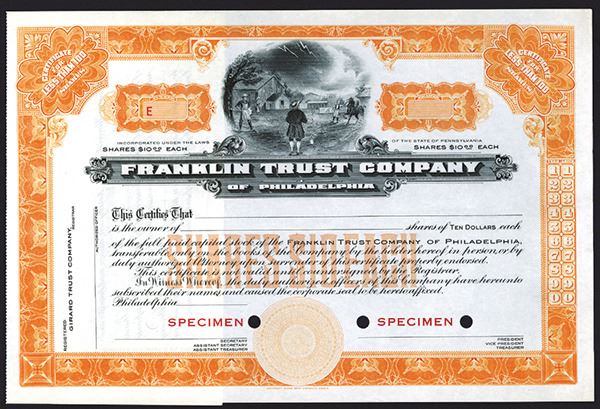 CERTIFICATE
FOR
LESS THAN 100
SHARES
CERTIFICATE
FOR
LESS THAN 100
SHARES
E
INCORPORATED UNDER THE LAWS
OF THE STATE OF PENNSYLVANIA
SHARES $10.00 EACH
SHARES $10.00 EACH
FRANKLIN TRUST COMPANY
OF PHILADELPHIA
This Certifies That
is the owner of shares of TEN DOLLARS each
of the full paid capital stock of the FRANKLIN TRUST COMPANY OF PHILADELPHIA,
transferable only on the books of the Company by the holder hereof in person, or by
duly authorized Attorney, upon surrender of this certificate properly endorsed.
This certificate is not valid until countersigned by the Registrar.
In Witness Whereof, the duly authorized officers of this Company have hereunto
subscribed their names and caused the corporate seal to be hereto affixed.
Philadelphia
SPECIMEN
SPECIMEN
SECRETARY
ASSISTANT SECRETARY
ASSISTANT TREASURER
PRESIDENT
VICE PRESIDENT
TREASURER
REGISTERED
GIRARD TRUST COMPANY,
REGISTRAR
AUTHORIZED OFFICER